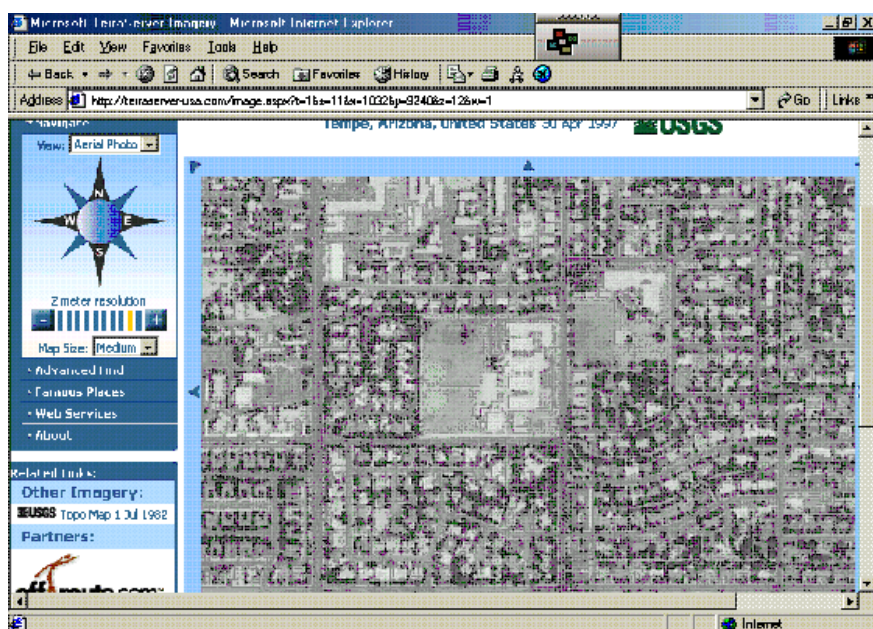 Microsoft TerraServer Imagery - Microsoft Internet Explorer
File Edit View Favorites Tools Help
Back Search Favorites History
Address http://terraserver-usa.com/image.aspx?t=1&s=11&x=1032&y=9240&z=12&w=1 Go Links
Navigate
Tempe, Arizona, United States 30 Apr 1997 USGS
View: Aerial Photo
N
W E
S
2 meter resolution
- +
Map Size: Medium
Advanced Find
Famous Places
Web Services
About
Related Links:
Other Imagery:
USGS Topo Map 1 Jul 1982
Partners:
offroute.com
Internet